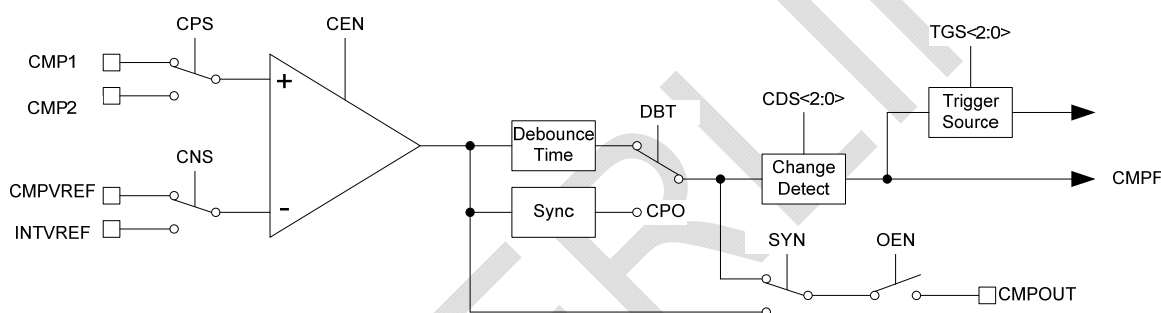 CPS
CEN
TGS<2:0>
CMP1
CMP2
+
Trigger
Source
CDS<2:0>
DBT
Debounce
Time
Change
Detect
CNS
CMPVREF
INTVREF
-
Sync
CPO
CMPF
SYN
OEN
CMPOUT